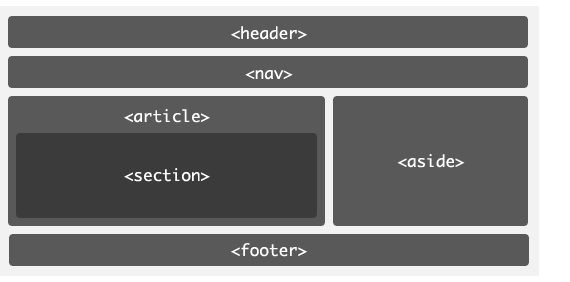 <header>
<nav>
<article>
<section>
<aside>
<footer>